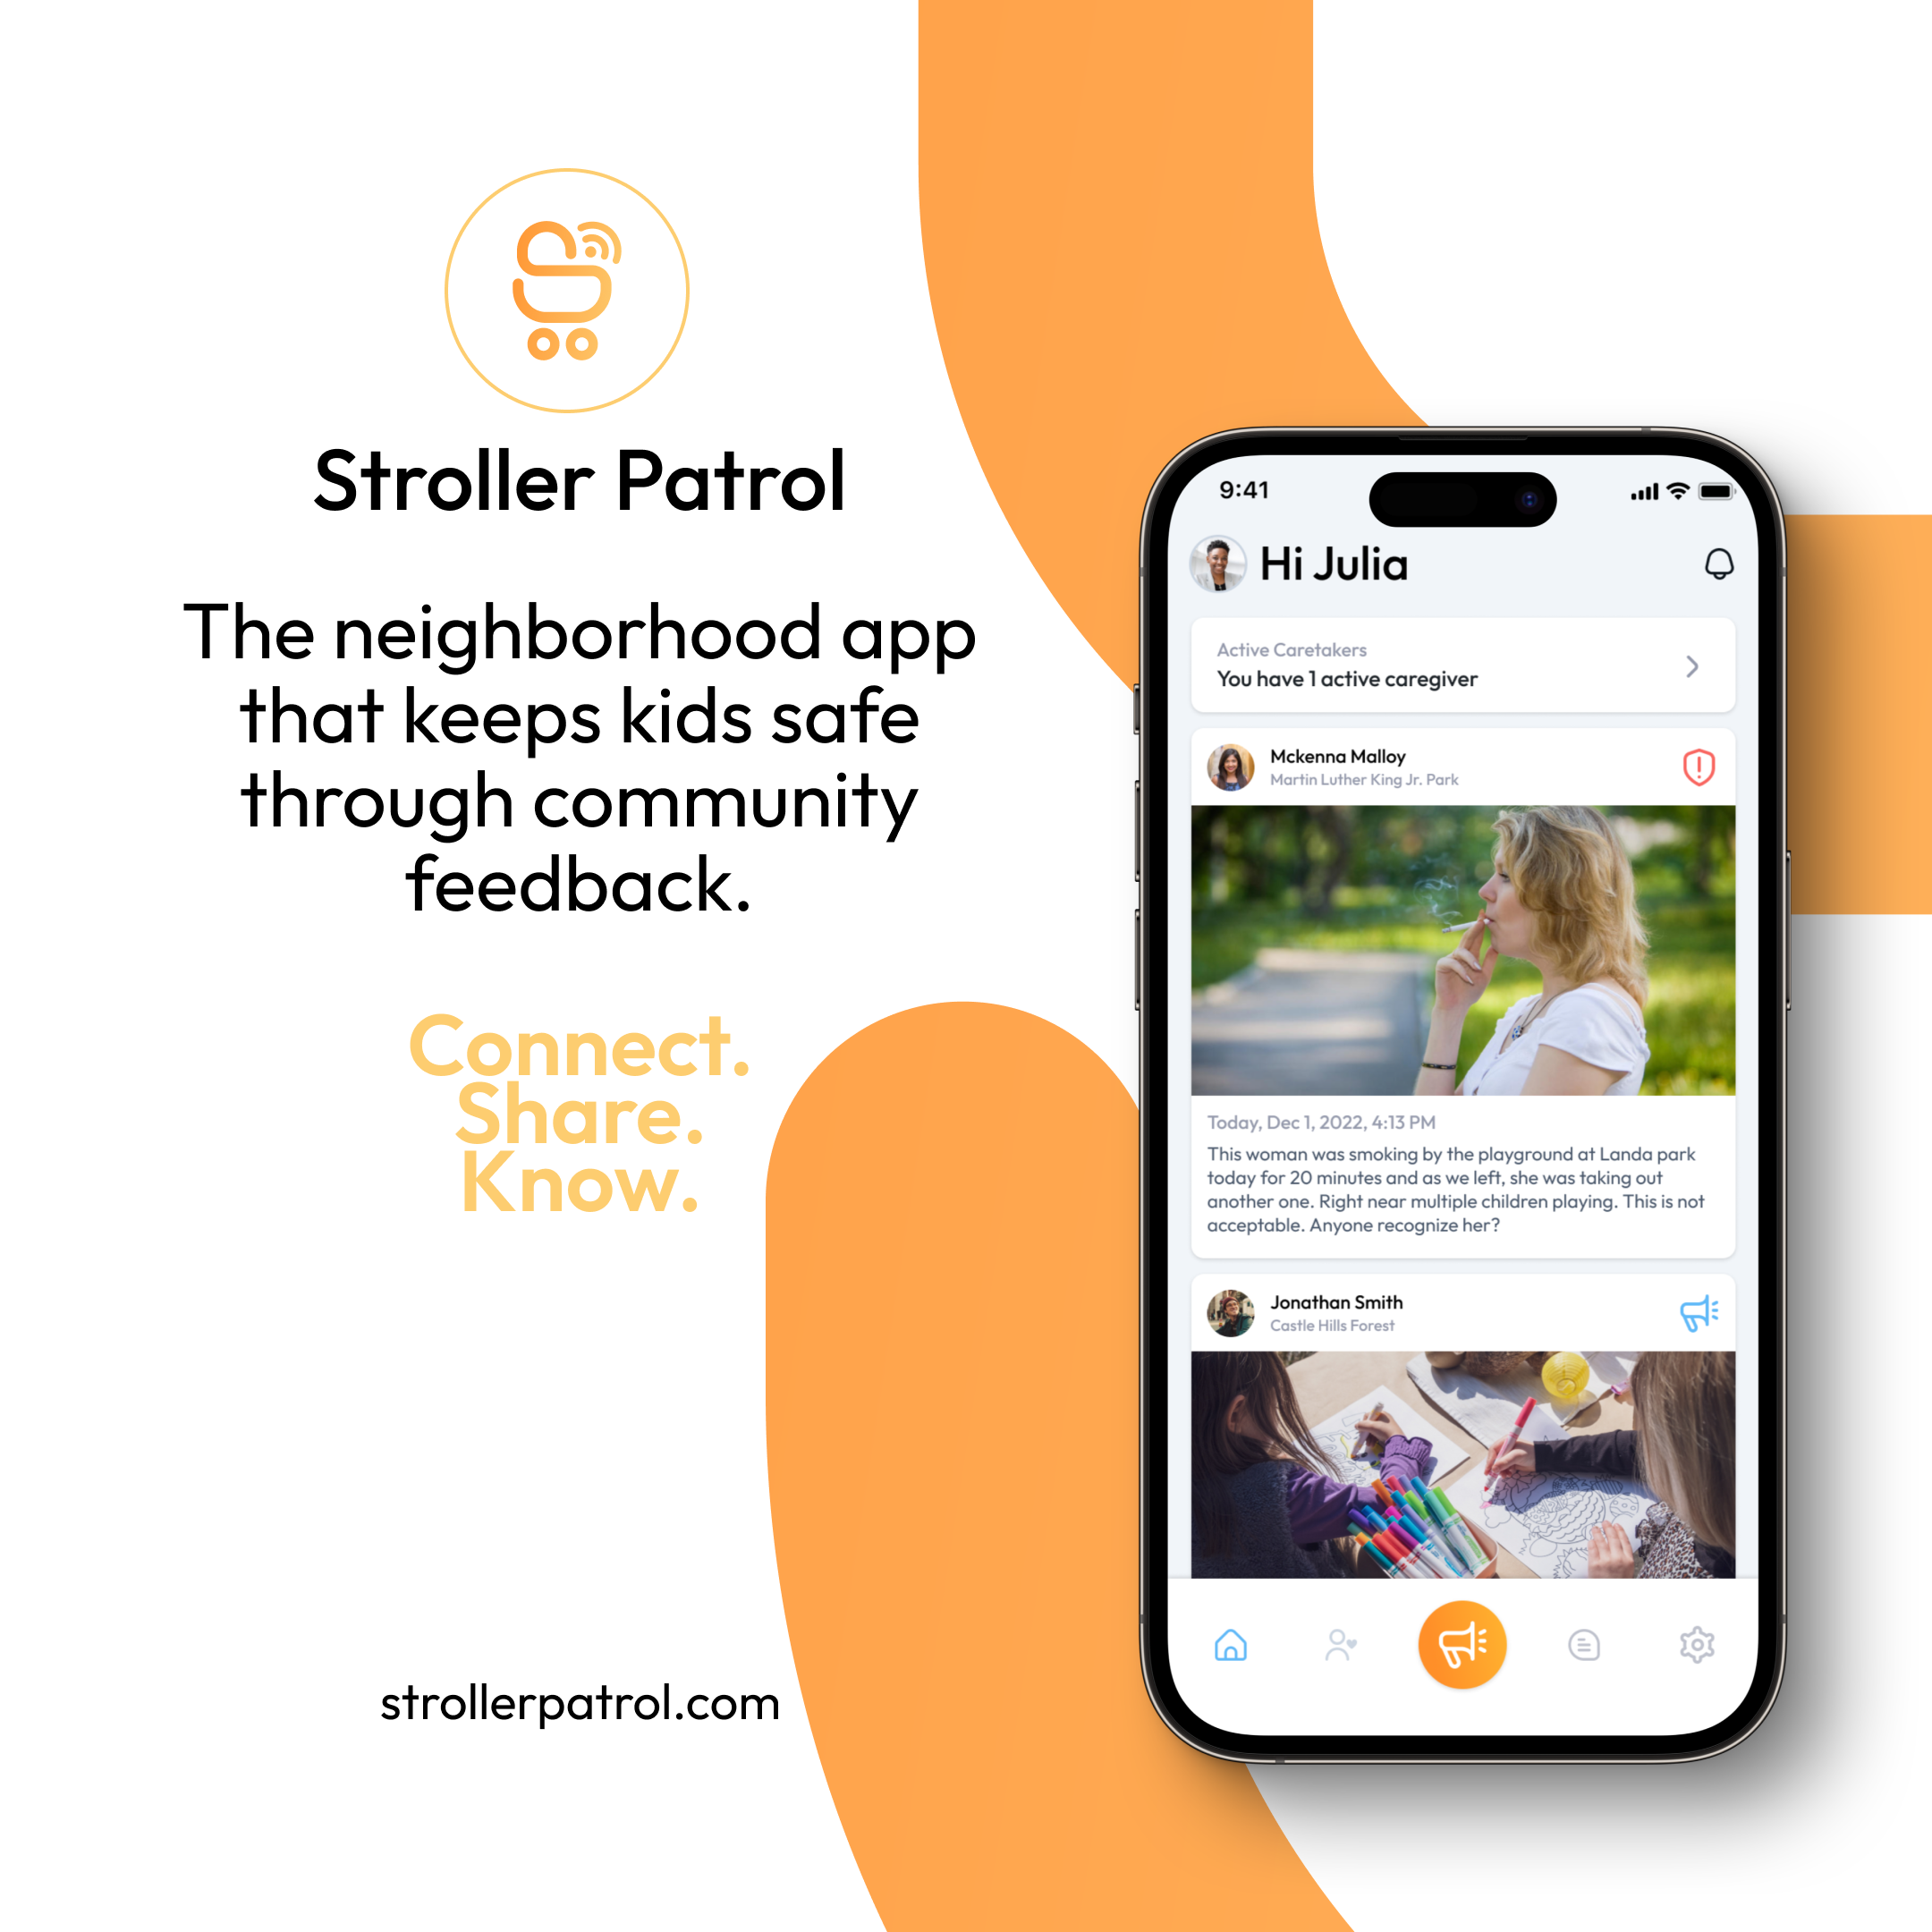 Stroller Patrol
The neighborhood app
that keeps kids safe
through community
feedback.
Connect.
Share.
Know.
strollerpatrol.com
9:41
Hi Julia
Active Caretakers
You have 1 active caregiver
Mckenna Malloy
Martin Luther King Jr. Park
Today, Dec 1, 2022, 4:13 PM
This woman was smoking by the playground at Landa park
today for 20 minutes and as we left, she was taking out
another one. Right near multiple children playing. This is not
acceptable. Anyone recognize her?
Jonathan Smith
Castle Hills Forest